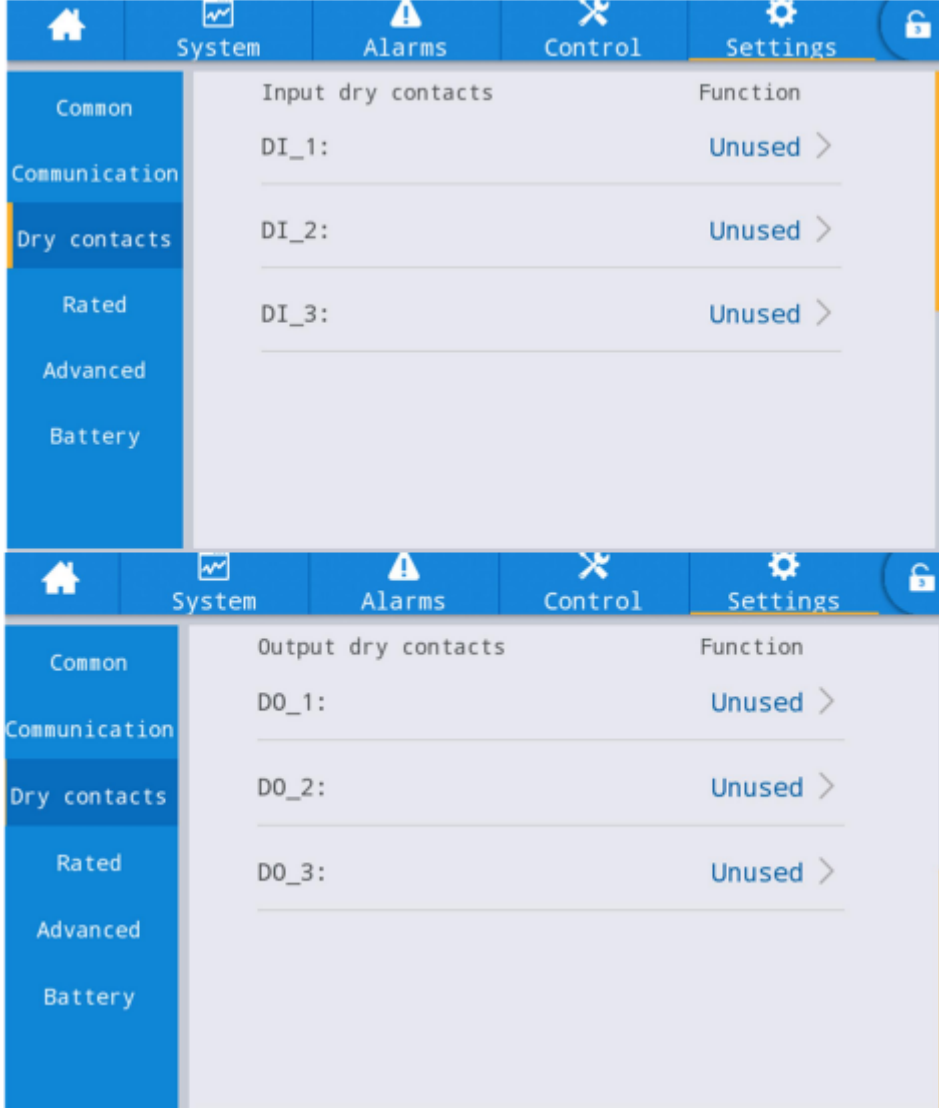 System Alarms Control Settings 3
Common
Communication
Dry contacts
Rated
Advanced
Battery
Input dry contacts Function
DI_1: Unused
DI_2: Unused
DI_3: Unused
System Alarms Control Settings 3
Common
Communication
Dry contacts
Rated
Advanced
Battery
Output dry contacts Function
DO_1: Unused
DO_2: Unused
DO_3: Unused